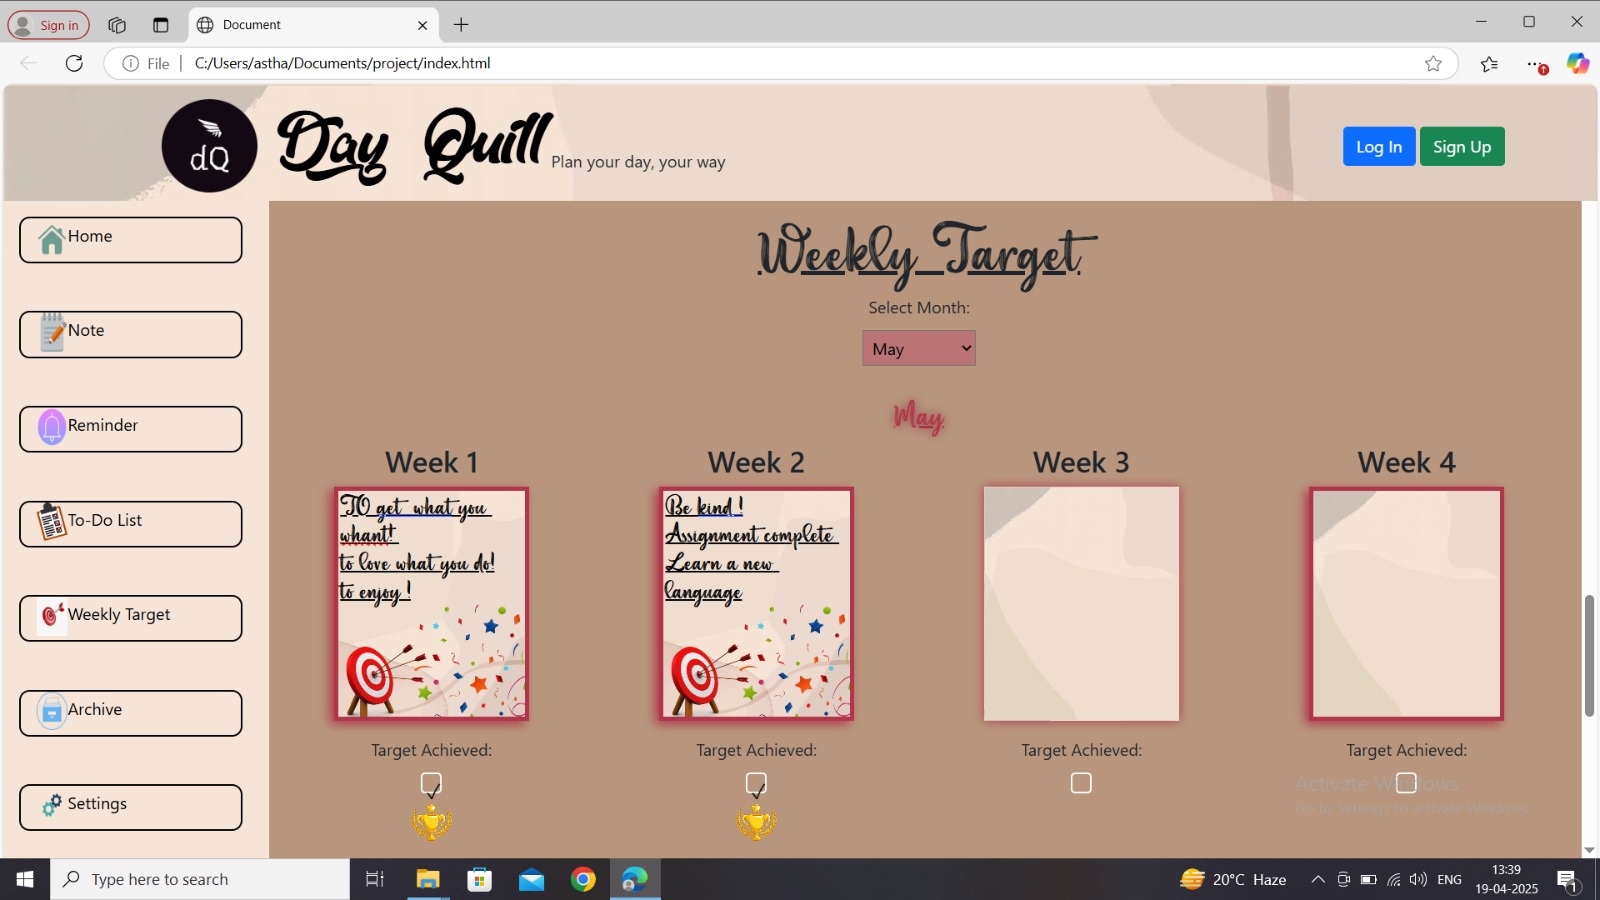 Sign in
Document
File
C:/Users/astha/Documents/project/index.html
dQ
Day Quill
Plan your day, your way
Log In
Sign Up
Home
Note
Reminder
To-Do List
Weekly Target
Archive
Settings
Weekly Target
Select Month:
May
May
Week 1
TO get what you
whant!
to love what you do!
to enjoy !
Target Achieved:
Week 2
Be kind !
Assignment complete
Learn a new
language
Target Achieved:
Week 3
Target Achieved:
Week 4
Target Achieved:
Activate Windows
Go to Settings to activate Windows.
Type here to search
20°C Haze
ENG
13:39
19-04-2025
1